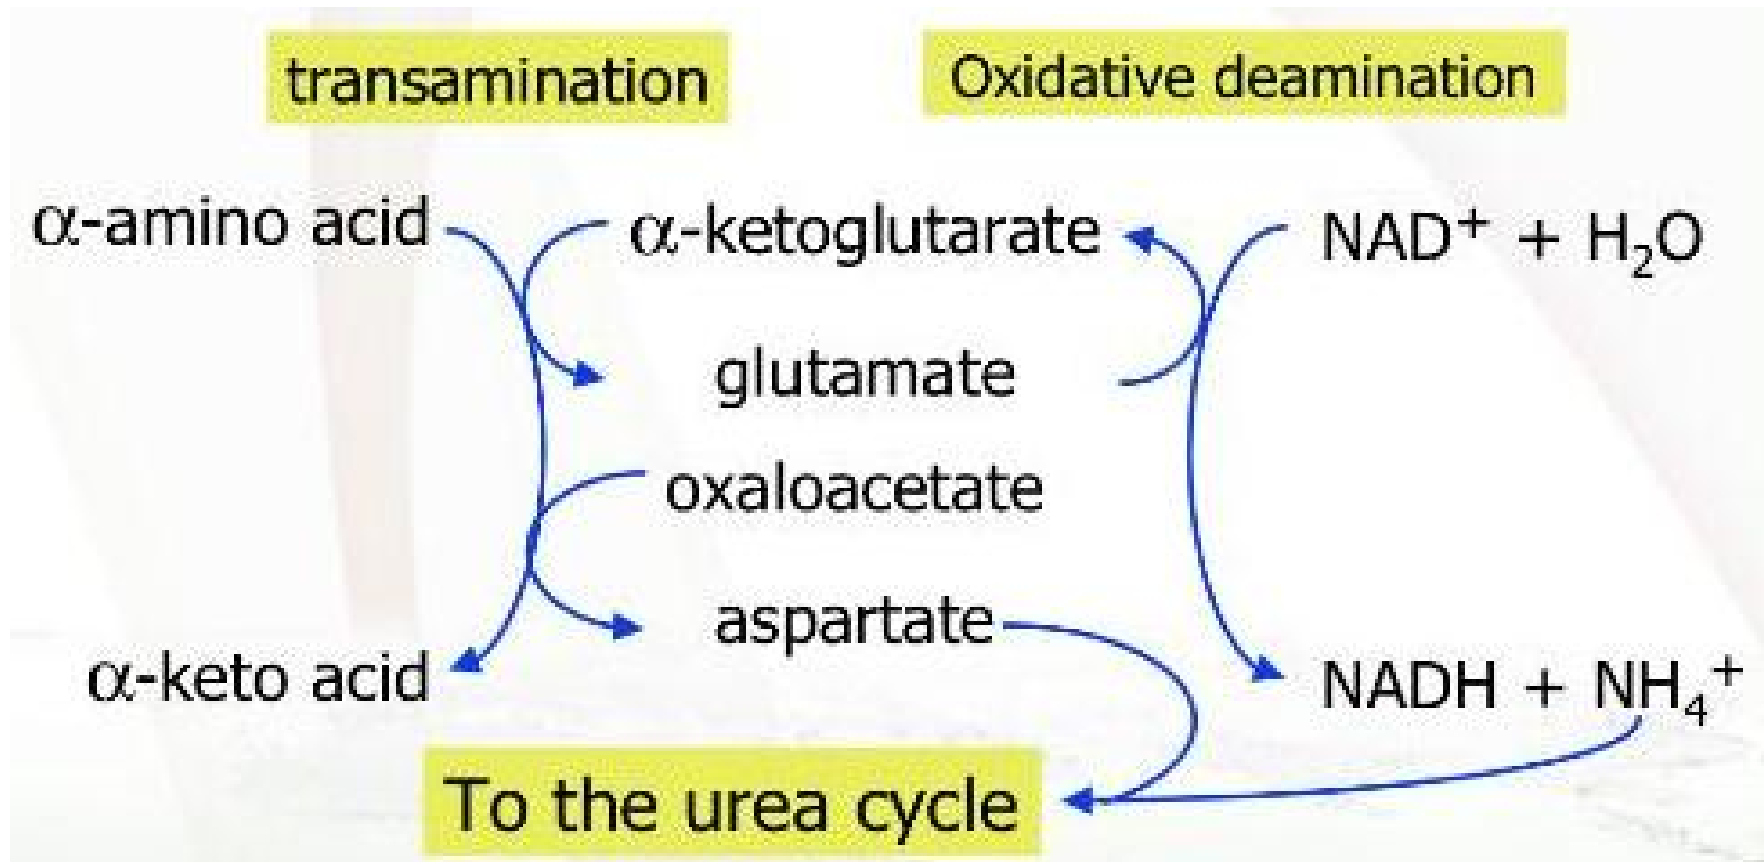 transamination
Oxidative deamination
α-amino acid
α-ketoglutarate
NAD⁺ + H₂O
glutamate
oxaloacetate
aspartate
α-keto acid
NADH + NH₄⁺
To the urea cycle